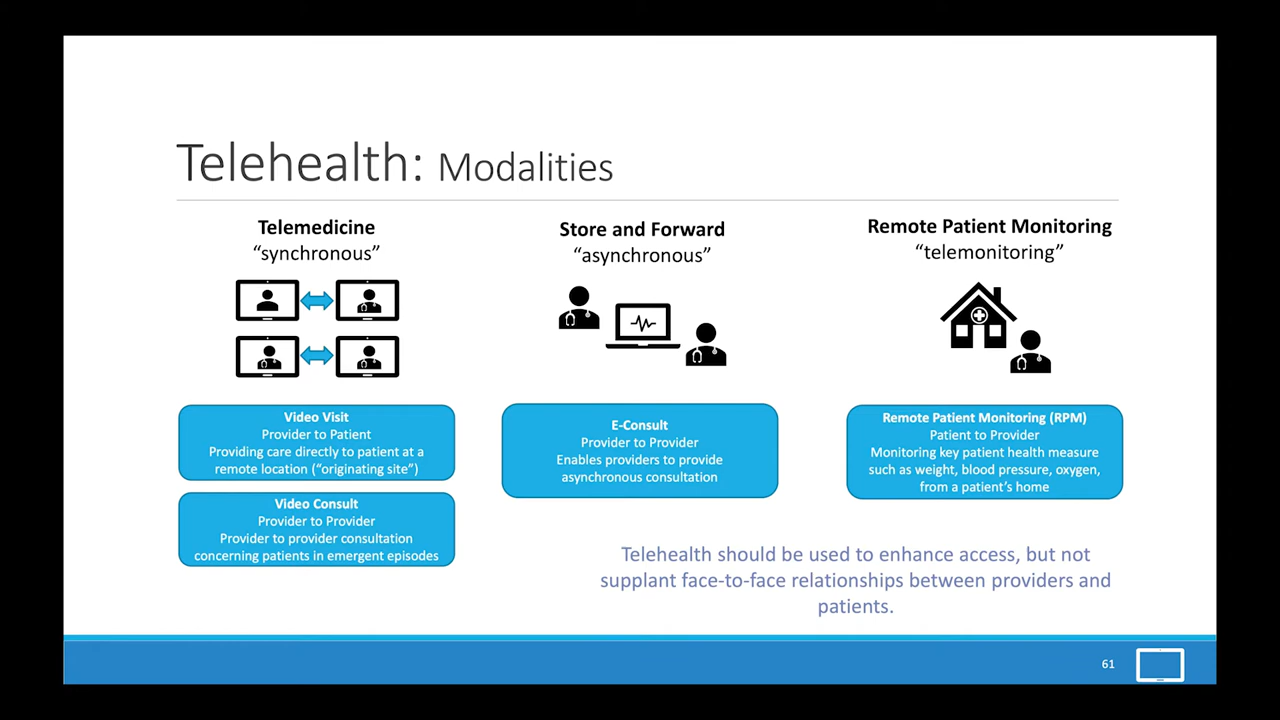 Telehealth: Modalities
Telemedicine
“synchronous”
Video Visit
Provider to Patient
Providing care directly to patient at a
remote location (“originating site”)
Video Consult
Provider to Provider
Provider to provider consultation
concerning patients in emergent episodes
Store and Forward
“asynchronous”
E-Consult
Provider to Provider
Enables providers to provide
asynchronous consultation
Remote Patient Monitoring
“telemonitoring”
Remote Patient Monitoring (RPM)
Patient to Provider
Monitoring key patient health measure
such as weight, blood pressure, oxygen,
from a patient’s home
Telehealth should be used to enhance access, but not
supplant face-to-face relationships between providers and
patients.
61